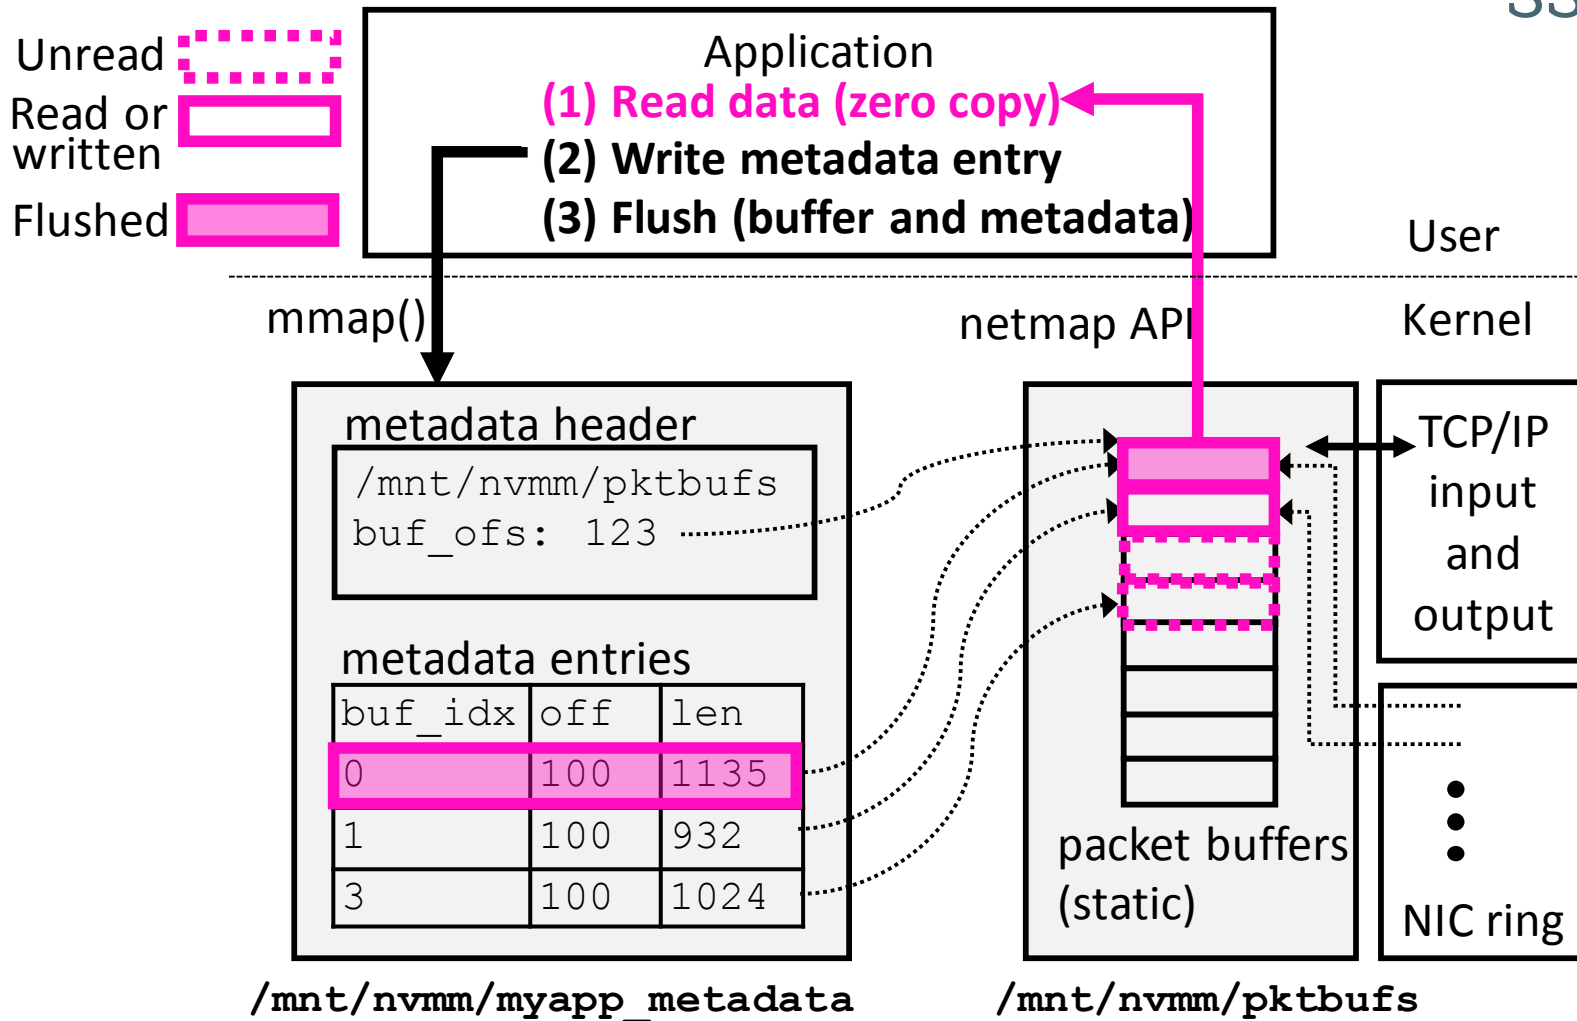 Unread
Read or
written
Flushed
Application
(1) Read data (zero copy)
(2) Write metadata entry
(3) Flush (buffer and metadata)
User
Kernel
mmap()
netmap API
metadata header
/mnt/nvmm/pktbufs
buf_ofs: 123
metadata entries
buf_idx off len
0 100 1135
1 100 932
3 100 1024
/mnt/nvmm/myapp_metadata
packet buffers
(static)
/mnt/nvmm/pktbufs
TCP/IP
input
and
output
NIC ring